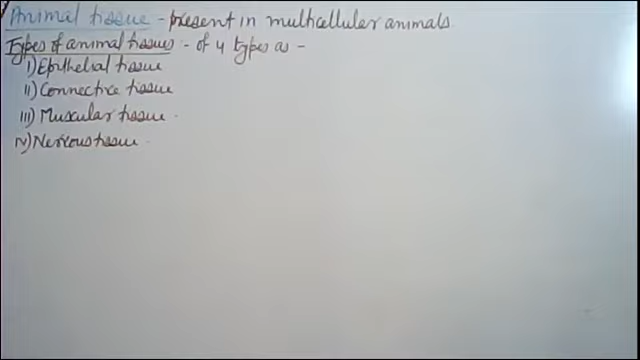 Animal tissue - present in multicellular animals.
Types of animal tissues - of 4 types as -
i) Epithelial tissue
ii) Connective tissue
iii) Muscular tissue.
iv) Nervous tissue.